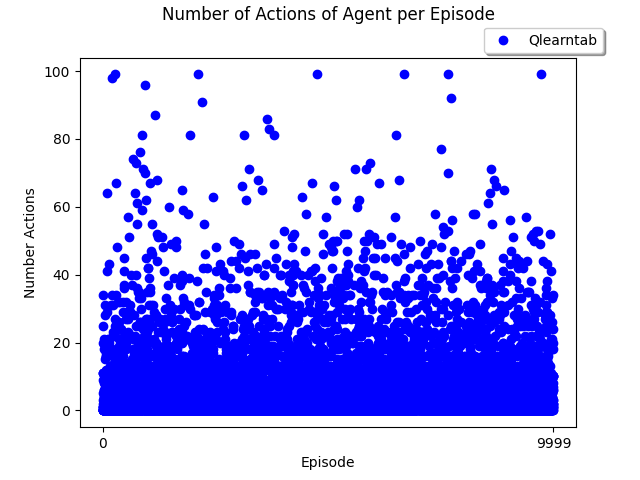 Number of Actions of Agent per Episode
Qlearntab
100
80
60
40
20
0
Number Actions
0
9999
Episode